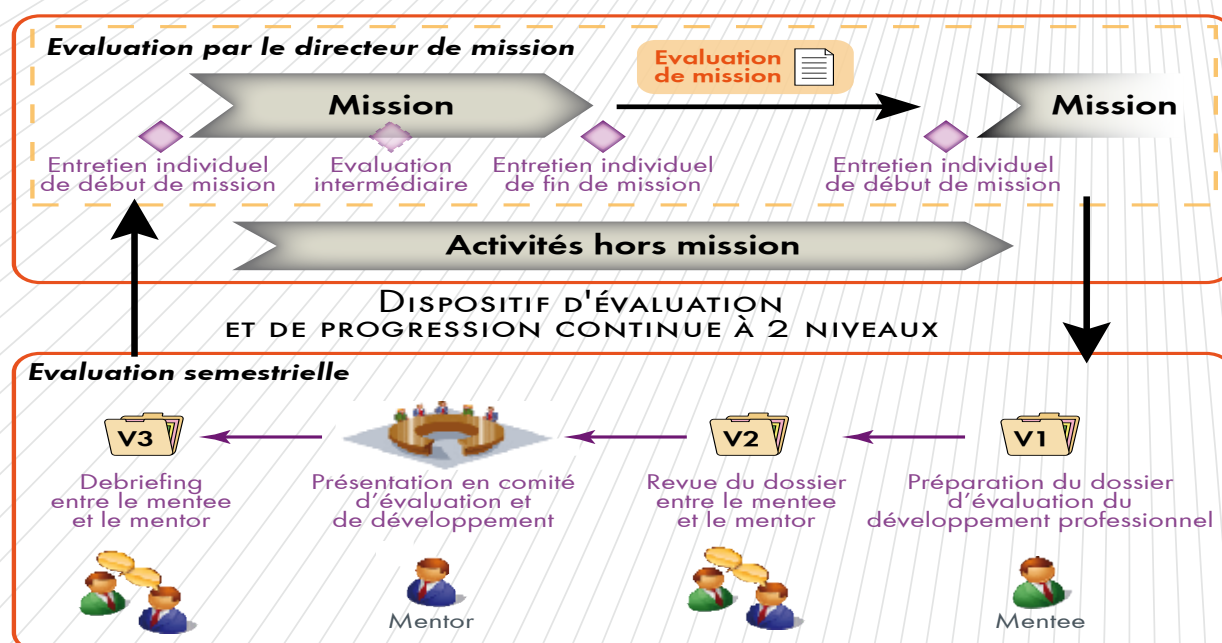 Evaluation par le directeur de mission
Evaluation
de mission
Mission
Mission
Entretien individuel
de début de mission
Evaluation
intermédiaire
Entretien individuel
de fin de mission
Entretien individuel
de début de mission
Activités hors mission
DISPOSITIF D'ÉVALUATION
ET DE PROGRESSION CONTINUE À 2 NIVEAUX
Evaluation semestrielle
V3
V2
V1
Debriefing
entre le mentee
et le mentor
Présentation en comité
d’évaluation et
de développement
Revue du dossier
entre le mentee
et le mentor
Préparation du dossier
d’évaluation du
développement professionnel
Mentor
Mentee